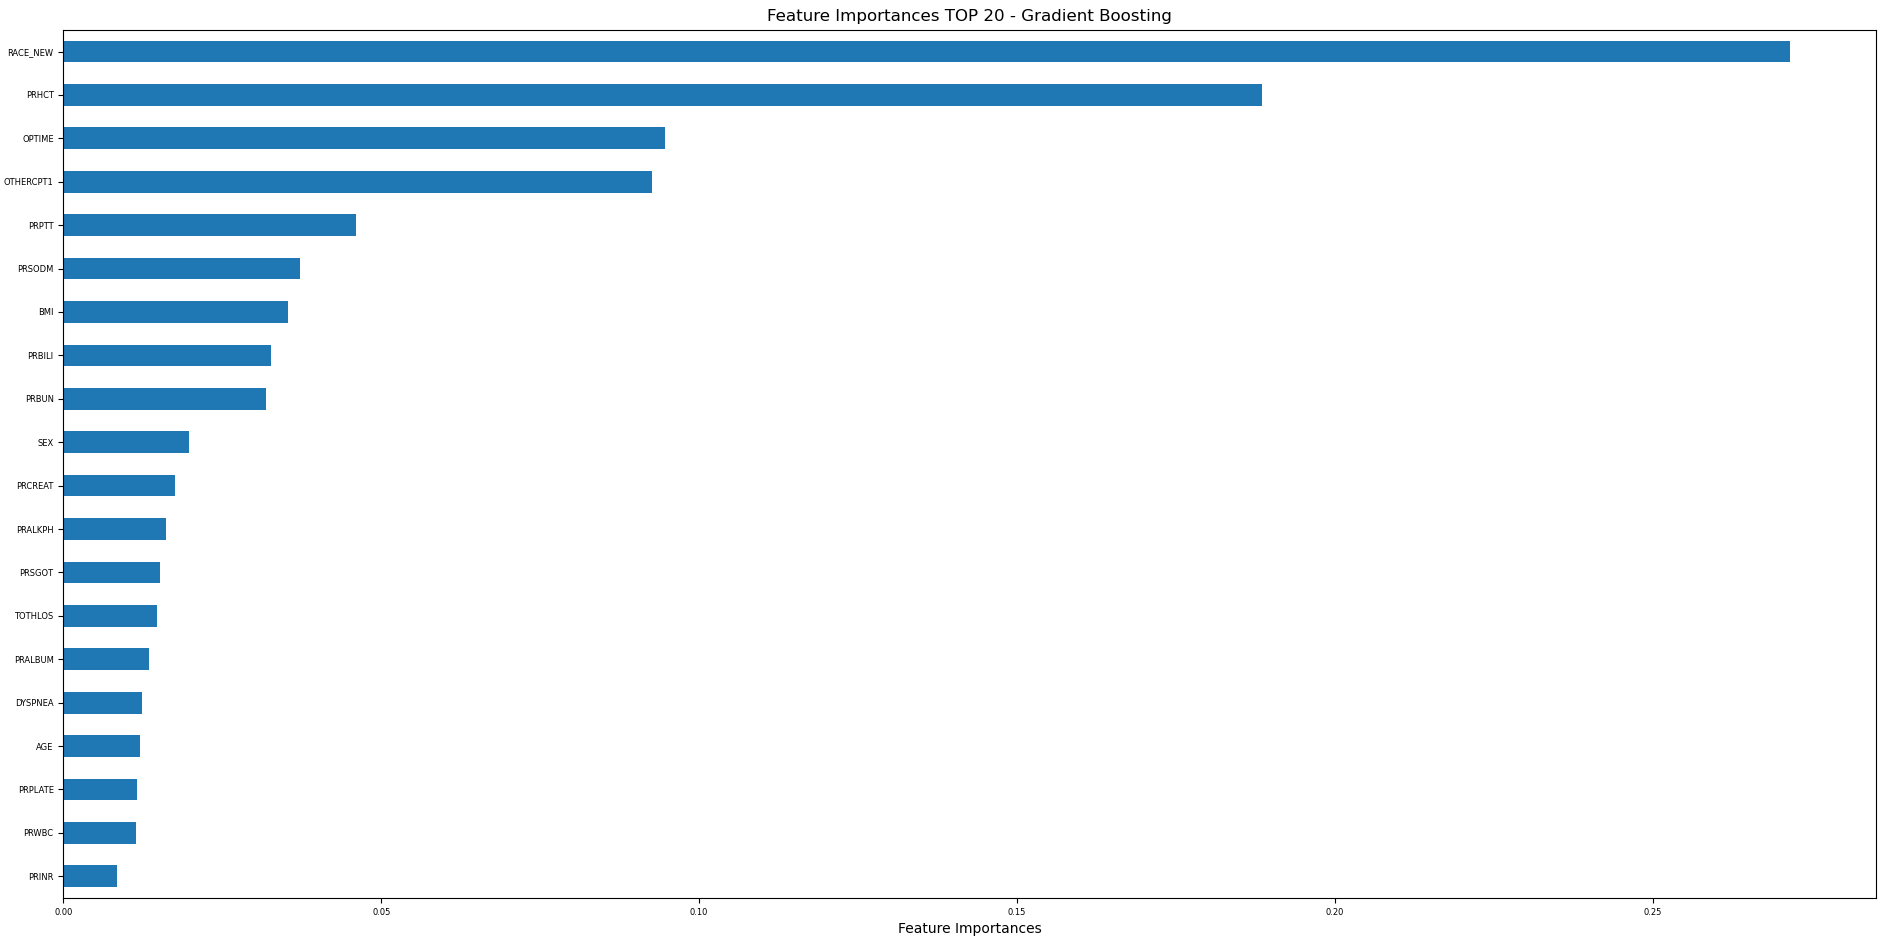 Feature Importances TOP 20 - Gradient Boosting
RACE_NEW
PRHCT
OPTIME
OTHERCPT1
PRPTT
PRSODM
BMI
PRBILI
PRBUN
SEX
PRCREAT
PRALKPH
PRSGOT
TOTHLOS
PRALBUM
DYSPNEA
AGE
PRPLATE
PRWBC
PRINR
0.00 0.05 0.10 0.15 0.20 0.25
Feature Importances